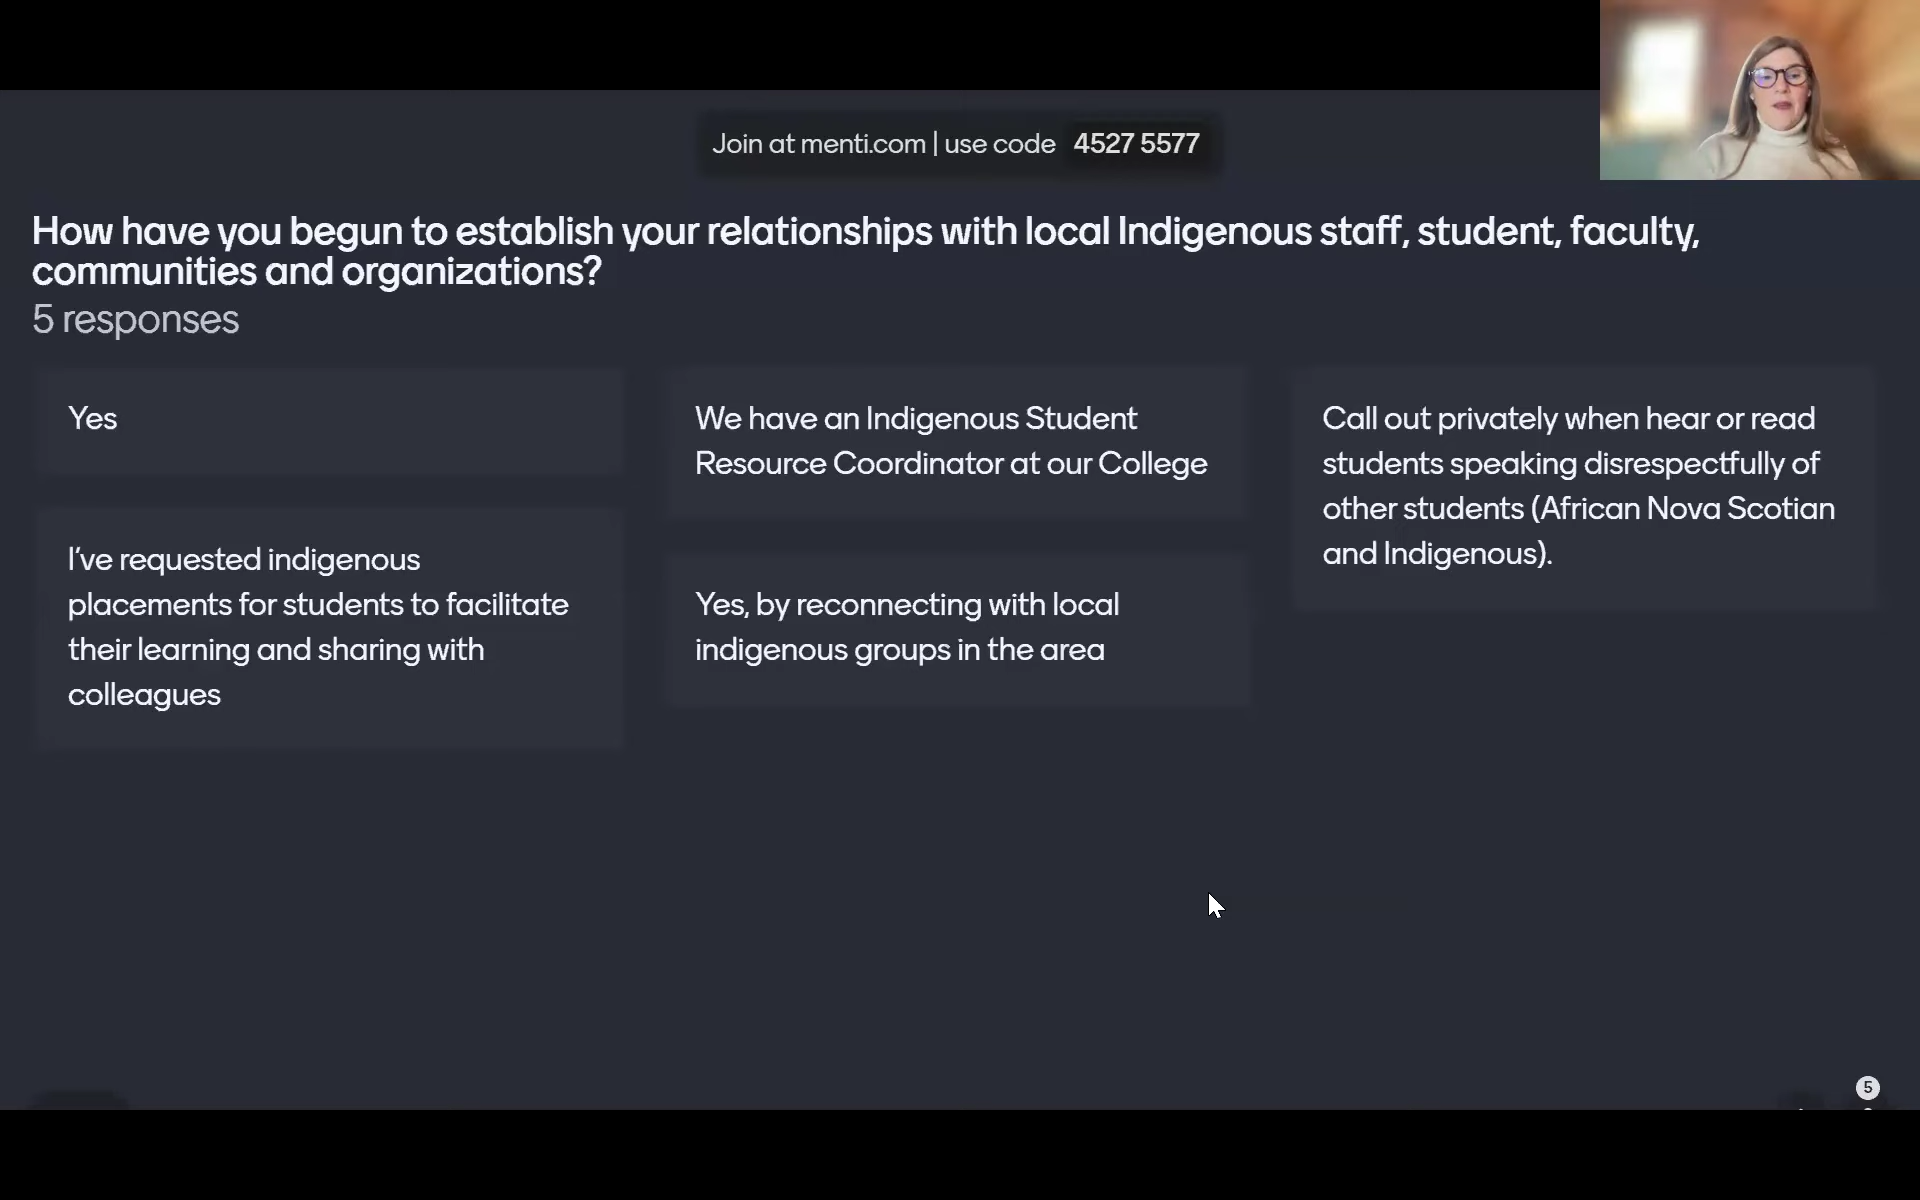 Join at menti.com | use code 4527 5577
How have you begun to establish your relationships with local Indigenous staff, student, faculty,
communities and organizations?
5 responses
Yes
I've requested indigenous
placements for students to facilitate
their learning and sharing with
colleagues
We have an Indigenous Student
Resource Coordinator at our College
Yes, by reconnecting with local
indigenous groups in the area
Call out privately when hear or read
students speaking disrespectfully of
other students (African Nova Scotian
and Indigenous).
5